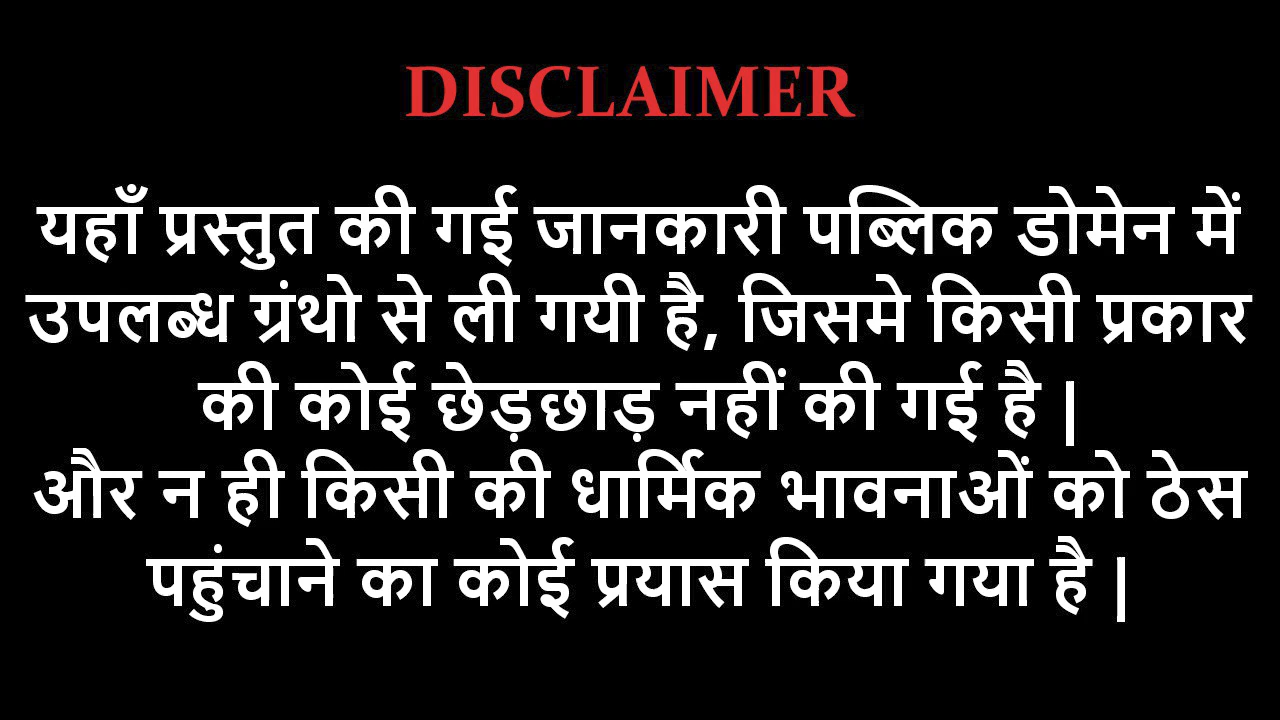 DISCLAIMER
यहाँ प्रस्तुत की गई जानकारी पब्लिक डोमेन में
उपलब्ध ग्रंथो से ली गयी है, जिसमे किसी प्रकार
की कोई छेड़छाड़ नहीं की गई है |
और न ही किसी की धार्मिक भावनाओं को ठेस
पहुंचाने का कोई प्रयास किया गया है |